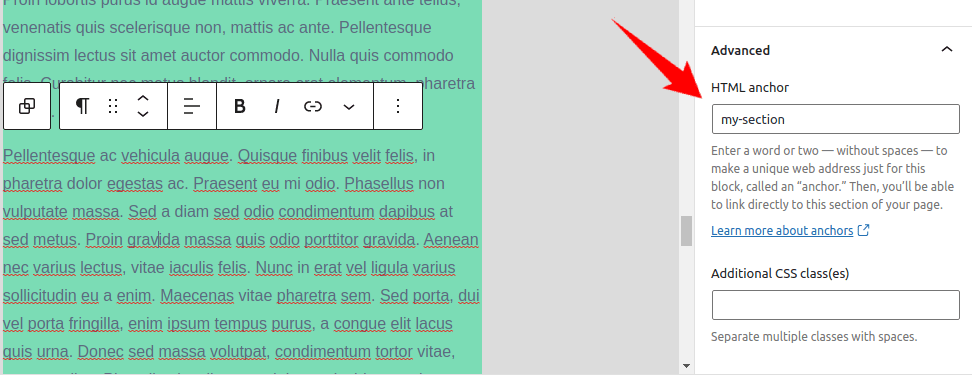 Proin lobortis purus id augue mattis viverra. Praesent ante tellus,
venenatis quis scelerisque non, mattis ac ante. Pellentesque
dignissim lectus sit amet auctor commodo. Nulla quis commodo
pharetra
B I
Pellentesque ac vehicula augue. Quisque finibus velit felis, in
pharetra dolor egestas ac. Praesent eu mi odio. Phasellus non
vulputate massa. Sed a diam sed odio condimentum dapibus at
sed metus. Proin gravida massa quis odio porttitor gravida. Aenean
nec varius lectus, vitae iaculis felis. Nunc in erat vel ligula varius
sollicitudin eu a enim. Maecenas vitae pharetra sem. Sed porta, dui
vel porta fringilla, enim ipsum tempus purus, a congue elit lacus
quis urna. Donec sed massa volutpat, condimentum tortor vitae,
Advanced
HTML anchor
my-section
Enter a word or two — without spaces — to
make a unique web address just for this
block, called an “anchor.” Then, you’ll be able
to link directly to this section of your page.
Learn more about anchors
Additional CSS class(es)
Separate multiple classes with spaces.